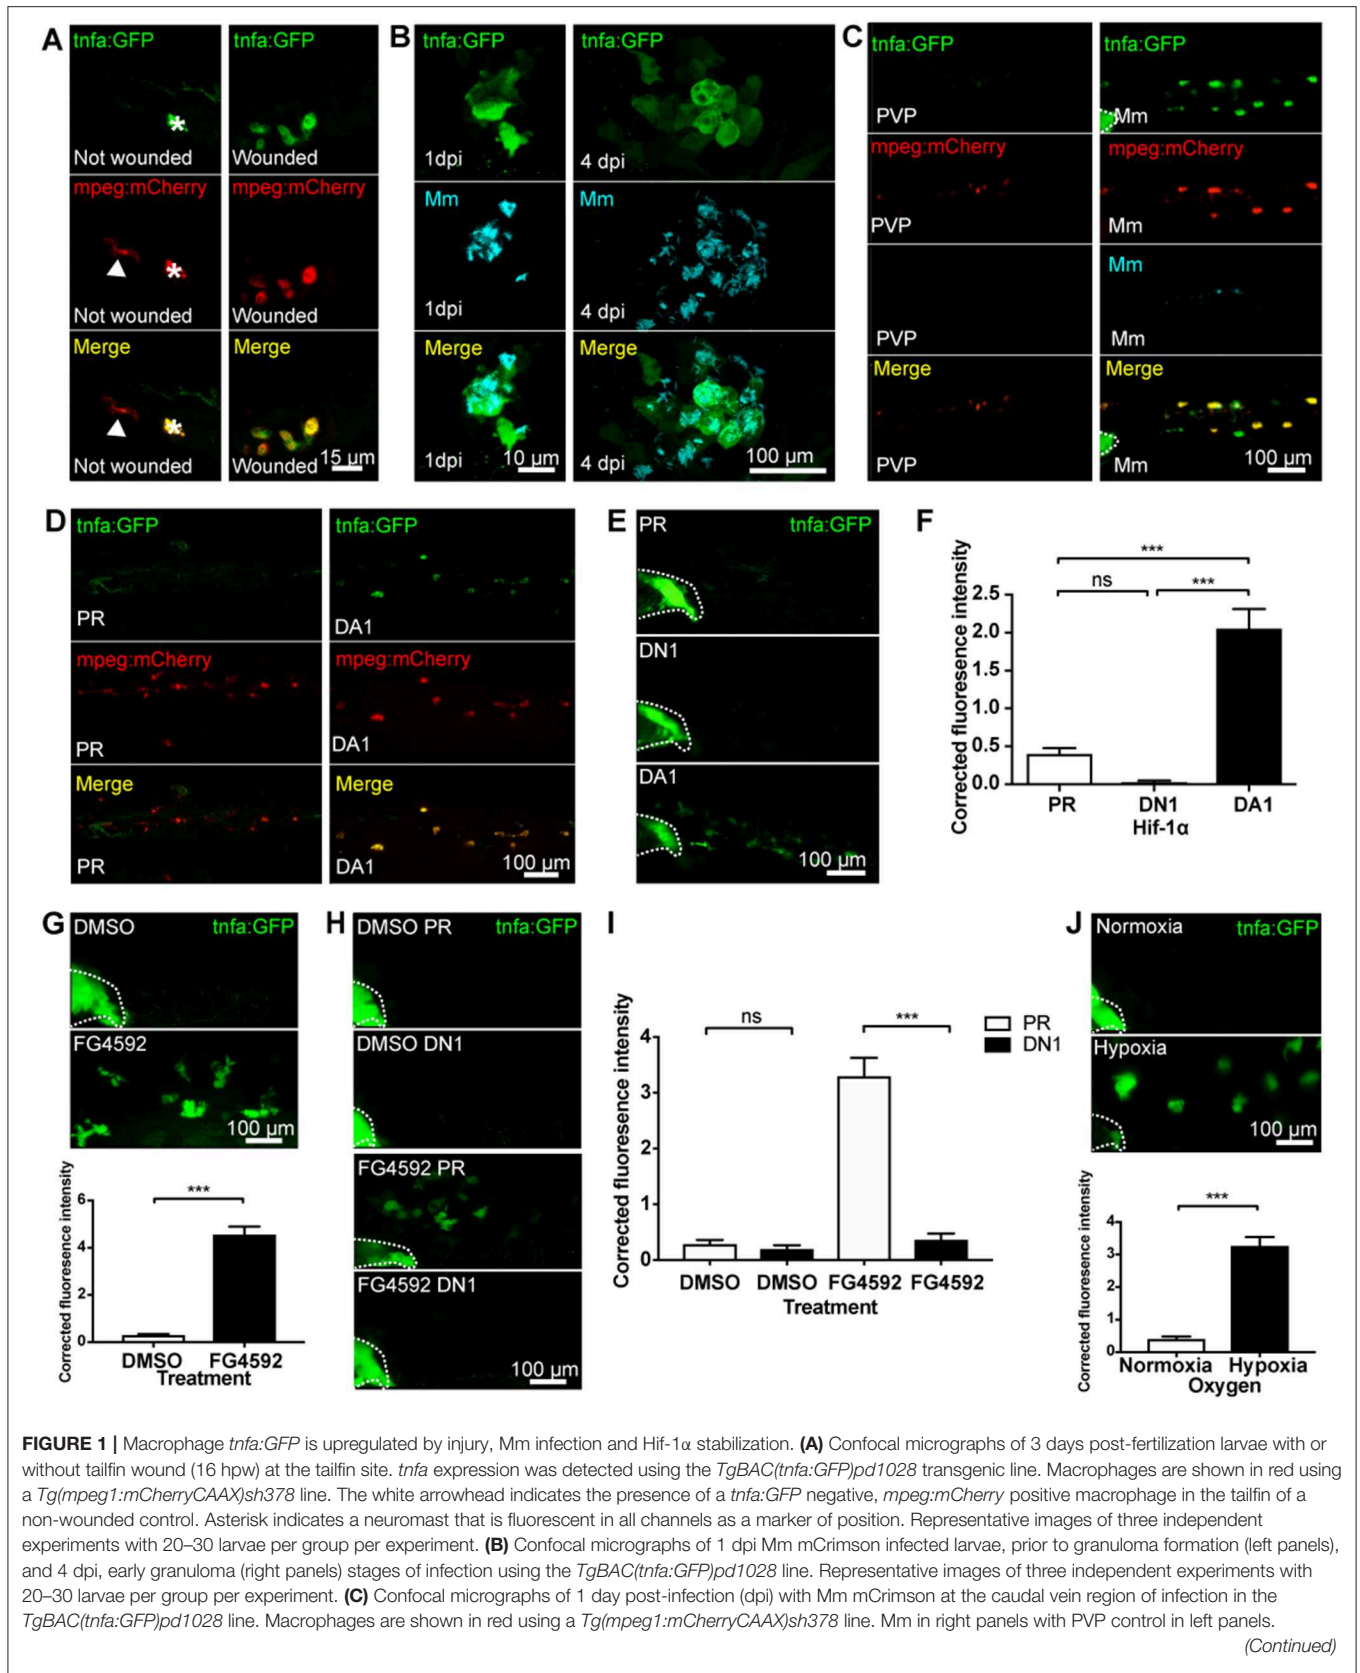 A
tnfa:GFP
tnfa:GFP
*
Not wounded
Wounded
mpeg:mCherry
mpeg:mCherry
*
Not wounded
Wounded
Merge
Merge
*
Not wounded
Wounded
15 µm
B
tnfa:GFP
tnfa:GFP
1dpi
4 dpi
Mm
Mm
1dpi
4 dpi
Merge
Merge
1dpi
10 µm
4 dpi
100 µm
C
tnfa:GFP
tnfa:GFP
PVP
Mm
mpeg:mCherry
mpeg:mCherry
PVP
Mm
Mm
PVP
Mm
Merge
Merge
PVP
Mm
100 µm
D
tnfa:GFP
tnfa:GFP
PR
DA1
mpeg:mCherry
mpeg:mCherry
PR
DA1
Merge
Merge
PR
DA1
100 µm
E
PR
tnfa:GFP
DN1
DA1
100 µm
F
Corrected fluorescence intensity
2.5
2.0
1.5
1.0
0.5
0.0
***
ns
***
PR
DN1
DA1
Hif-1α
G
DMSO
tnfa:GFP
FG4592
100 µm
Corrected fluorescence intensity
6
4
2
0
***
DMSO
FG4592
Treatment
H
DMSO PR
tnfa:GFP
DMSO DN1
FG4592 PR
FG4592 DN1
100 µm
I
Corrected fluoresence intensity
4
3
2
1
0
ns
***
PR
DN1
DMSO
DMSO
FG4592
FG4592
Treatment
J
Normoxia
tnfa:GFP
Hypoxia
100 µm
Corrected fluorescence intensity
4
3
2
1
0
***
Normoxia
Hypoxia
Oxygen
FIGURE 1 | Macrophage tnfa:GFP is upregulated by injury, Mm infection and Hif-1α stabilization. (A) Confocal micrographs of 3 days post-fertilization larvae with or
without tailfin wound (16 hpw) at the tailfin site. tnfa expression was detected using the TgBAC(tnfa:GFP)pd1028 transgenic line. Macrophages are shown in red using
a Tg(mpeg1:mCherryCAAX)sh378 line. The white arrowhead indicates the presence of a tnfa:GFP negative, mpeg:mCherry positive macrophage in the tailfin of a
non-wounded control. Asterisk indicates a neuromast that is fluorescent in all channels as a marker of position. Representative images of three independent
experiments with 20–30 larvae per group per experiment. (B) Confocal micrographs of 1 dpi Mm mCrimson infected larvae, prior to granuloma formation (left panels),
and 4 dpi, early granuloma (right panels) stages of infection using the TgBAC(tnfa:GFP)pd1028 line. Representative images of three independent experiments with
20–30 larvae per group per experiment. (C) Confocal micrographs of 1 day post-infection (dpi) with Mm mCrimson at the caudal vein region of infection in the
TgBAC(tnfa:GFP)pd1028 line. Macrophages are shown in red using a Tg(mpeg1:mCherryCAAX)sh378 line. Mm in right panels with PVP control in left panels.
(Continued)